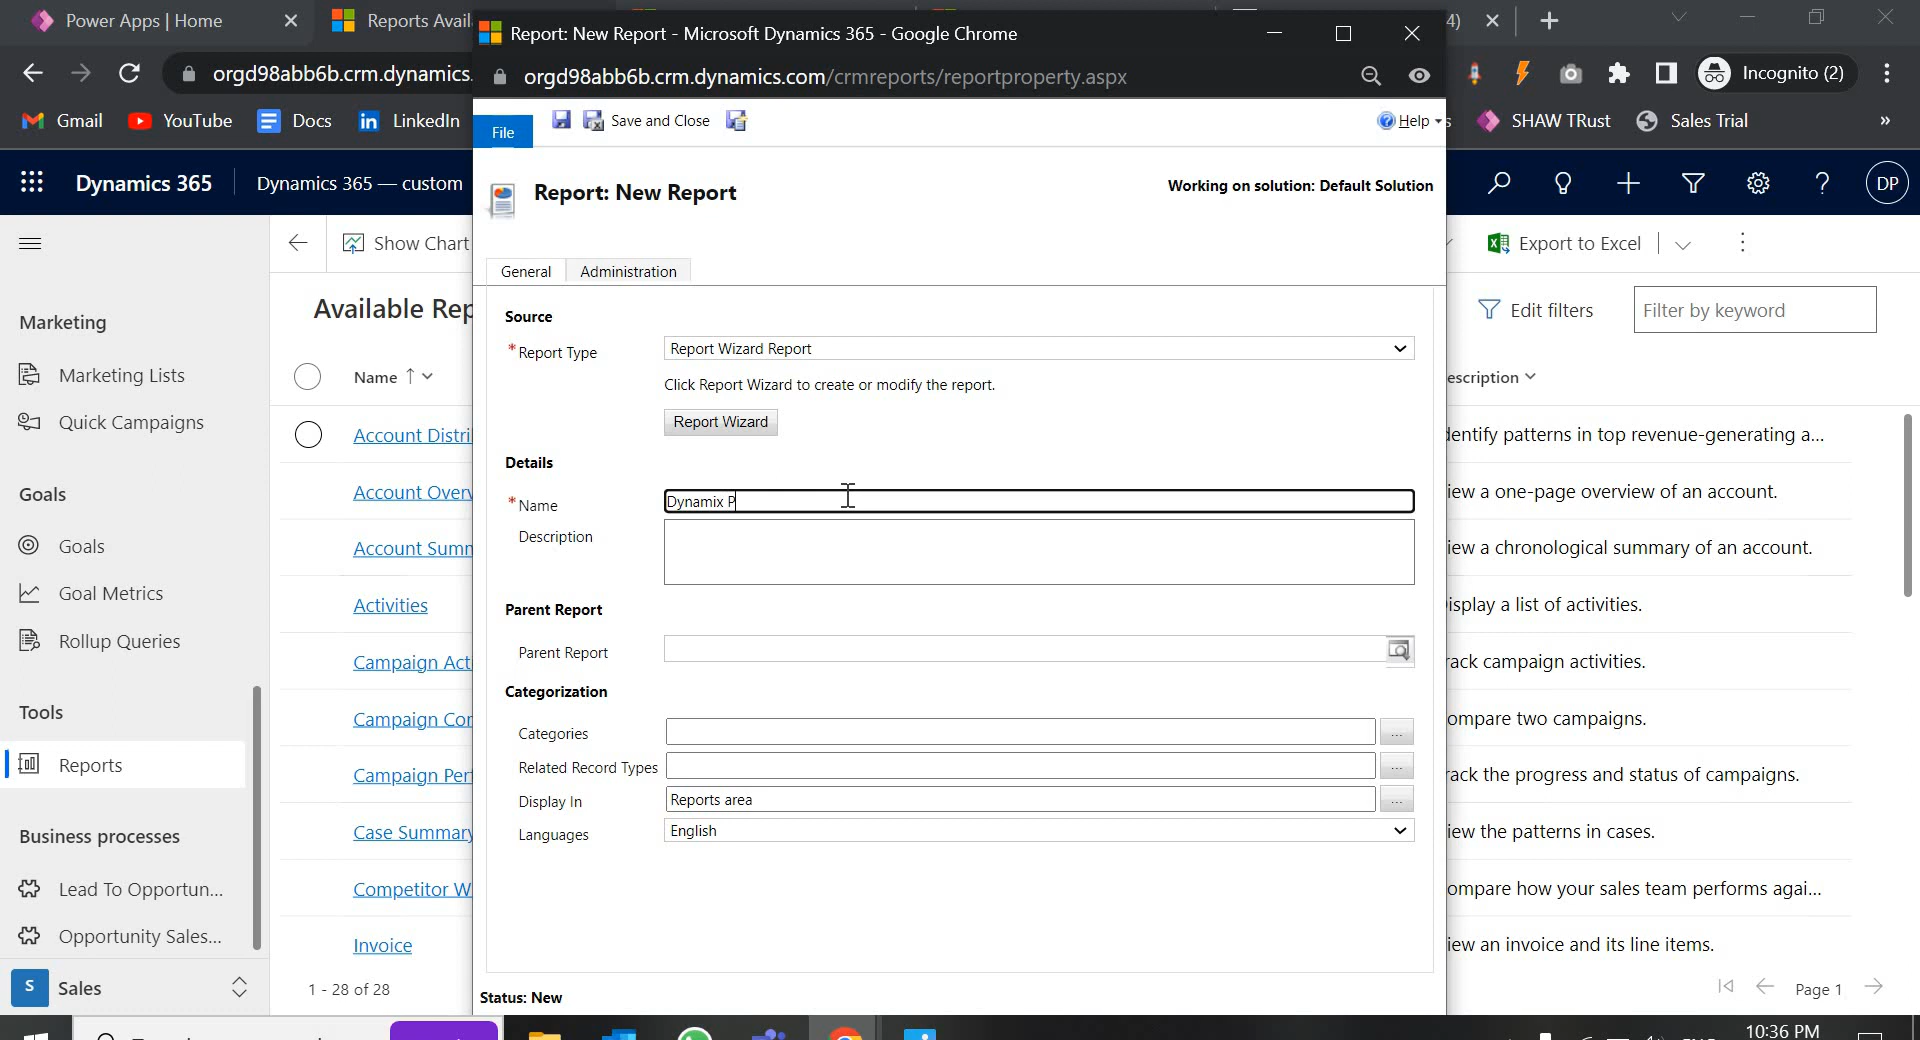 Power Apps | Home
Reports Avail
Report: New Report - Microsoft Dynamics 365 - Google Chrome
4)
orgd98abb6b.crm.dynamics.
orgd98abb6b.crm.dynamics.com/crmreports/reportproperty.aspx
Incognito (2)
Gmail
YouTube
Docs
LinkedIn
File
Save and Close
Help
s
SHAW TRust
Sales Trial
»
Dynamics 365
Dynamics 365 — custom
Report: New Report
Working on solution: Default Solution
DP
Show Chart
General
Administration
Export to Excel
Available Rep
Edit filters
Filter by keyword
Marketing
Marketing Lists
Quick Campaigns
Goals
Goals
Goal Metrics
Rollup Queries
Tools
Reports
Business processes
Lead To Opportun...
Opportunity Sales...
S Sales
Name
Account Distri
Account Overv
Account Summ
Activities
Campaign Act
Campaign Cor
Campaign Perf
Case Summary
Competitor W
Invoice
1 - 28 of 28
Source
* Report Type
Report Wizard Report
Click Report Wizard to create or modify the report.
Report Wizard
Details
* Name
Dynamix P
Description
Parent Report
Parent Report
Categorization
Categories
...
Related Record Types
...
Display In
Reports area
...
Languages
English
Status: New
escription
dentify patterns in top revenue-generating a...
iew a one-page overview of an account.
iew a chronological summary of an account.
isplay a list of activities.
rack campaign activities.
ompare two campaigns.
rack the progress and status of campaigns.
iew the patterns in cases.
ompare how your sales team performs agai...
iew an invoice and its line items.
Page 1
10:36 PM